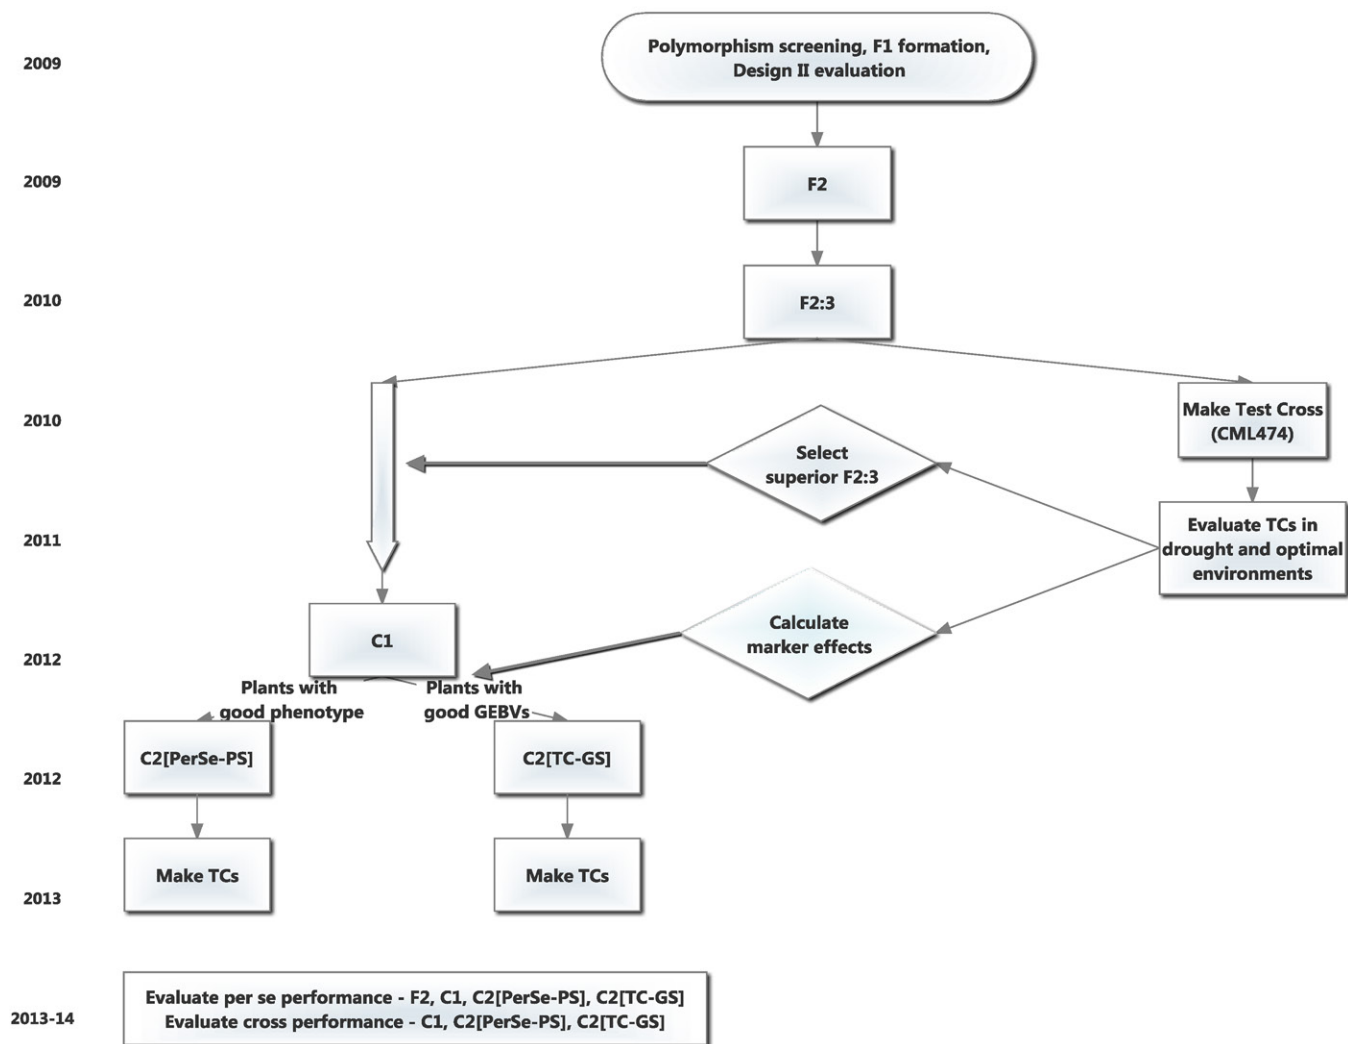 2009
Polymorphism screening, F1 formation,
Design II evaluation
2009
F2
2010
F2:3
2010
Make Test Cross
(CML474)
Select
superior F2:3
2011
Evaluate TCs in
drought and optimal
environments
Calculate
marker effects
C1
2012
Plants with
good phenotype
Plants with
good GEBVs
C2[PerSe-PS]
C2[TC-GS]
2012
Make TCs
Make TCs
2013
Evaluate per se performance - F2, C1, C2[PerSe-PS], C2[TC-GS]
Evaluate cross performance - C1, C2[PerSe-PS], C2[TC-GS]
2013-14